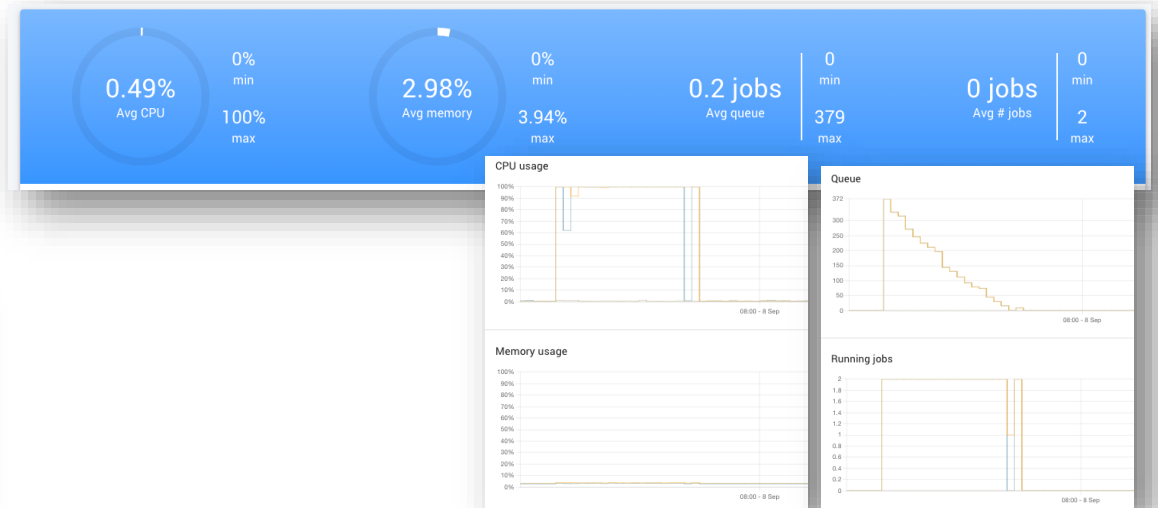 0.49%
Avg CPU
0%
min
100%
max
2.98%
Avg memory
0%
min
3.94%
max
0.2 jobs
Avg queue
0
min
379
max
0 jobs
Avg # jobs
0
min
2
max
CPU usage
100%
90%
80%
70%
60%
50%
40%
30%
20%
10%
0%
08:00 - 8 Sep
Memory usage
100%
90%
80%
70%
60%
50%
40%
30%
20%
10%
0%
08:00 - 8 Sep
Queue
372
300
250
200
150
100
50
0
08:00 - 8 Sep
Running jobs
2
1.8
1.6
1.4
1.2
1
0.8
0.6
0.4
0.2
0
08:00 - 8 Sep